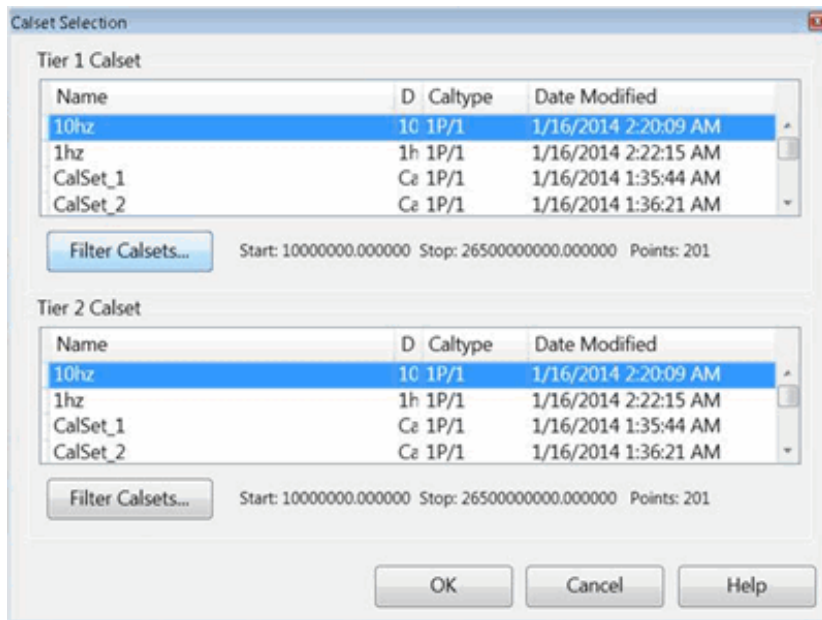 Calset Selection
Tier 1 Calset
Name D Caltype Date Modified
10hz 10 1P/1 1/16/2014 2:20:09 AM
1hz 1h 1P/1 1/16/2014 2:22:15 AM
CalSet_1 Ca 1P/1 1/16/2014 1:35:44 AM
CalSet_2 Ca 1P/1 1/16/2014 1:36:21 AM
Filter Calsets... Start: 10000000.000000 Stop: 26500000000.000000 Points: 201
Tier 2 Calset
Name D Caltype Date Modified
10hz 10 1P/1 1/16/2014 2:20:09 AM
1hz 1h 1P/1 1/16/2014 2:22:15 AM
CalSet_1 Ca 1P/1 1/16/2014 1:35:44 AM
CalSet_2 Ca 1P/1 1/16/2014 1:36:21 AM
Filter Calsets... Start: 10000000.000000 Stop: 26500000000.000000 Points: 201
OK Cancel Help